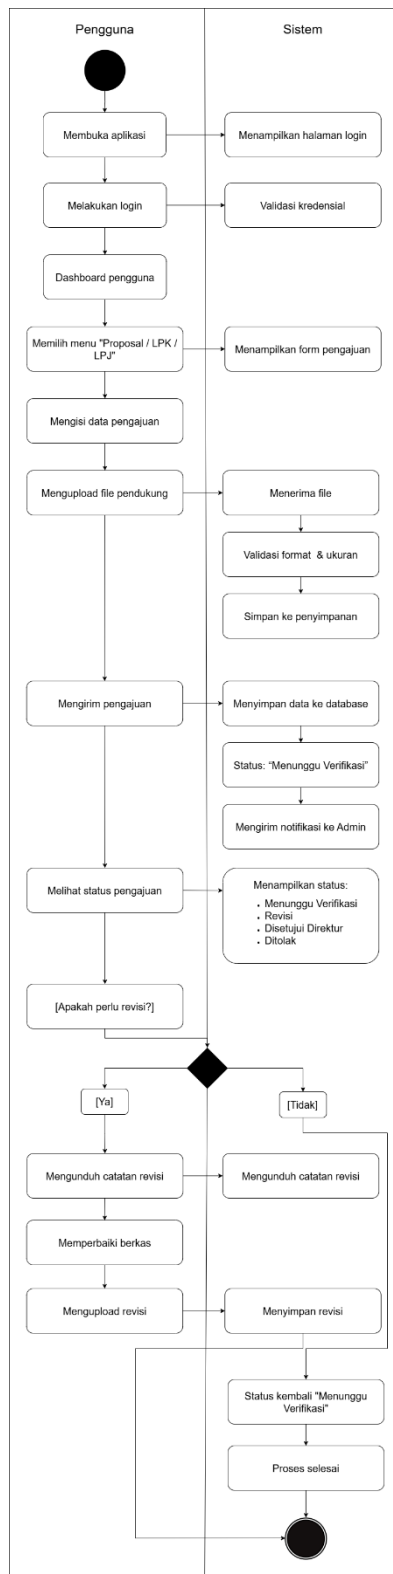 Pengguna
Sistem
Membuka aplikasi
Menampilkan halaman login
Melakukan login
Validasi kredensial
Dashboard pengguna
Memilih menu "Proposal / LPK /
LPJ"
Menampilkan form pengajuan
Mengisi data pengajuan
Mengupload file pendukung
Menerima file
Validasi format & ukuran
Simpan ke penyimpanan
Mengirim pengajuan
Menyimpan data ke database
Status: “Menunggu Verifikasi”
Mengirim notifikasi ke Admin
Melihat status pengajuan
Menampilkan status:
• Menunggu Verifikasi
• Revisi
• Disetujui Direktur
• Ditolak
[Apakah perlu revisi?]
[Ya]
[Tidak]
Mengunduh catatan revisi
Mengunduh catatan revisi
Memperbaiki berkas
Mengupload revisi
Menyimpan revisi
Status kembali "Menunggu
Verifikasi"
Proses selesai